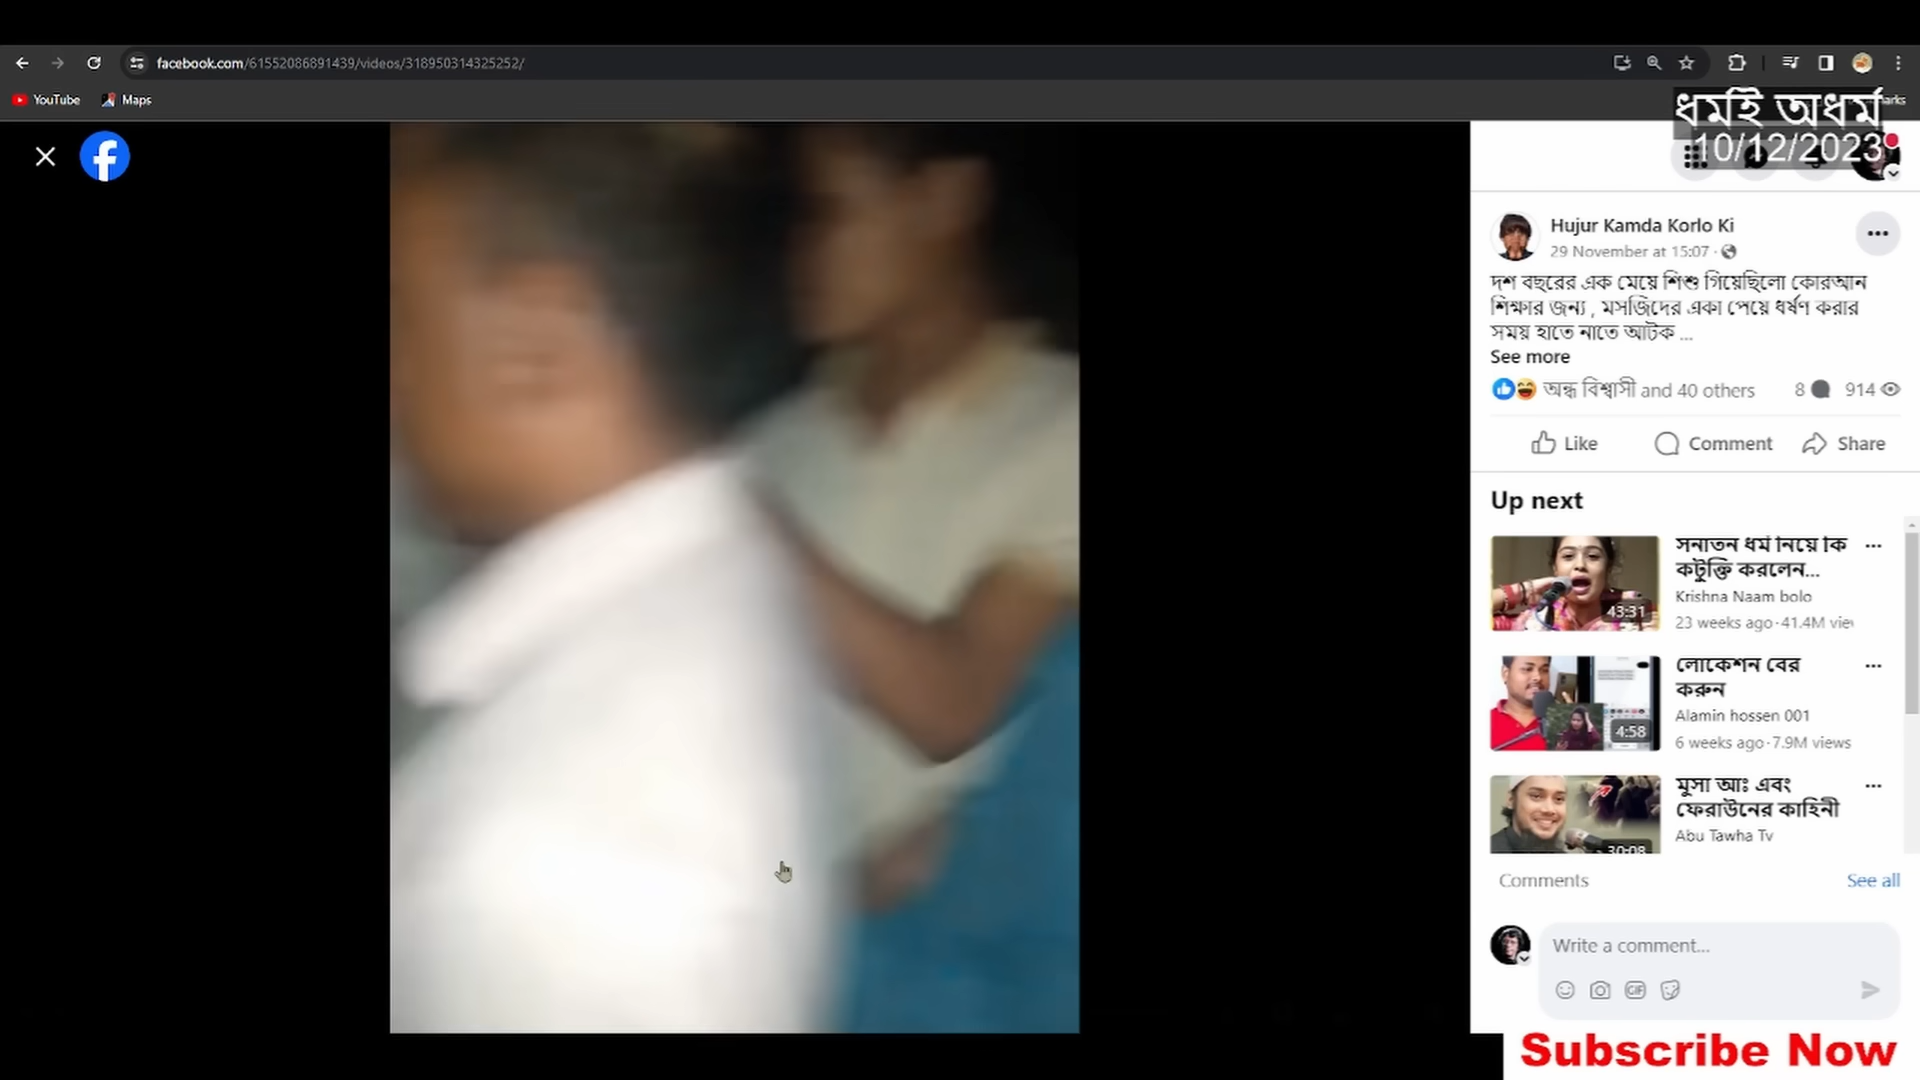 facebook.com/61552086891439/videos/318950314325252/
YouTube
Maps
ধর্মই অধর্ম
10/12/2023
Hujur Kamda Korlo Ki
29 November at 15:07
দশ বছরের এক মেয়ে শিশু গিয়েছিলো কোরআন
শিক্ষার জন্য , মসজিদের একা পেয়ে ধর্ষণ করার
সময় হাতে নাতে আটক ...
See more
অন্ধ বিশ্বাসী and 40 others
8
914
Like
Comment
Share
Up next
সনাতন ধর্ম নিয়ে কি
কটুক্তি করলেন...
Krishna Naam bolo
23 weeks ago · 41.4M
43:31
লোকেশন বের
করুন
Alamin hossen 001
6 weeks ago · 7.9M views
4:58
মুসা আঃ এবং
ফেরাউনের কাহিনী
Abu Tawha Tv
30:08
Comments
See all
Write a comment...
GIF
Subscribe Now